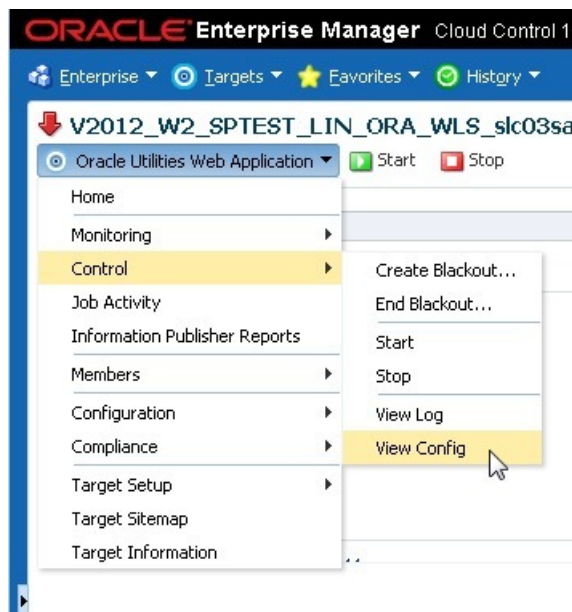 ORACLE Enterprise Manager Cloud Control 1
Enterprise Targets Favorites History
V2012_W2_SPTEST_LIN_ORA_WLS_slc03sa
Oracle Utilities Web Application Start Stop
Home
Monitoring
Control
Job Activity
Information Publisher Reports
Members
Configuration
Compliance
Target Setup
Target Sitemap
Target Information
Create Blackout...
End Blackout...
Start
Stop
View Log
View Config